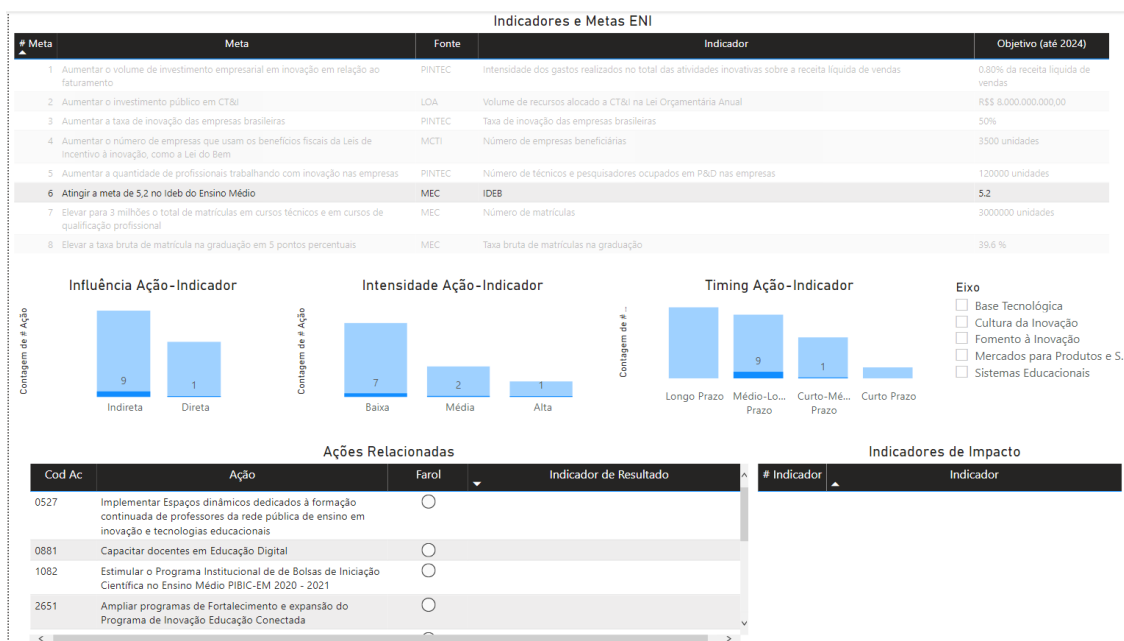 Indicadores e Metas ENI
# Meta Meta Fonte Indicador Objetivo (até 2024)
1 Aumentar o volume de investimento empresarial em inovação em relação ao faturamento PINTEC Intensidade dos gastos realizados no total das atividades inovativas sobre a receita líquida de vendas 0.80% da receita líquida de vendas
2 Aumentar o investimento público em CT&I LOA Volume de recursos alocado a CT&I na Lei Orçamentária Anual R$$ 8.000.000.000,00
3 Aumentar a taxa de inovação das empresas brasileiras PINTEC Taxa de inovação das empresas brasileiras 50%
4 Aumentar o número de empresas que usam os benefícios fiscais da Leis de Incentivo à inovação, como a Lei do Bem MCTI Número de empresas beneficiárias 3500 unidades
5 Aumentar a quantidade de profissionais trabalhando com inovação nas empresas PINTEC Número de técnicos e pesquisadores ocupados em P&D nas empresas 120000 unidades
6 Atingir a meta de 5,2 no Ideb do Ensino Médio MEC IDEB 5.2
7 Elevar para 3 milhões o total de matrículas em cursos técnicos e em cursos de qualificação profissional MEC Número de matrículas 3000000 unidades
8 Elevar a taxa bruta de matrícula na graduação em 5 pontos percentuais MEC Taxa bruta de matrículas na graduação 39.6 %
Influência Ação-Indicador
Contagem de # Ação
9 1
Indireta Direta
Intensidade Ação-Indicador
Contagem de # Ação
7 2 1
Baixa Média Alta
Timing Ação-Indicador
Contagem de # ...
9 1
Longo Prazo Médio-Lo... Prazo Curto-Mé... Prazo Curto Prazo
Eixo
Base Tecnológica
Cultura da Inovação
Fomento à Inovação
Mercados para Produtos e S.
Sistemas Educacionais
Ações Relacionadas
Cod Ac Ação Farol Indicador de Resultado
0527 Implementar Espaços dinâmicos dedicados à formação
continuada de professores da rede pública de ensino em
inovação e tecnologias educacionais
0881 Capacitar docentes em Educação Digital
1082 Estimular o Programa Institucional de de Bolsas de Iniciação
Científica no Ensino Médio PIBIC-EM 2020 - 2021
2651 Ampliar programas de Fortalecimento e expansão do
Programa de Inovação Educação Conectada
Indicadores de Impacto
# Indicador Indicador